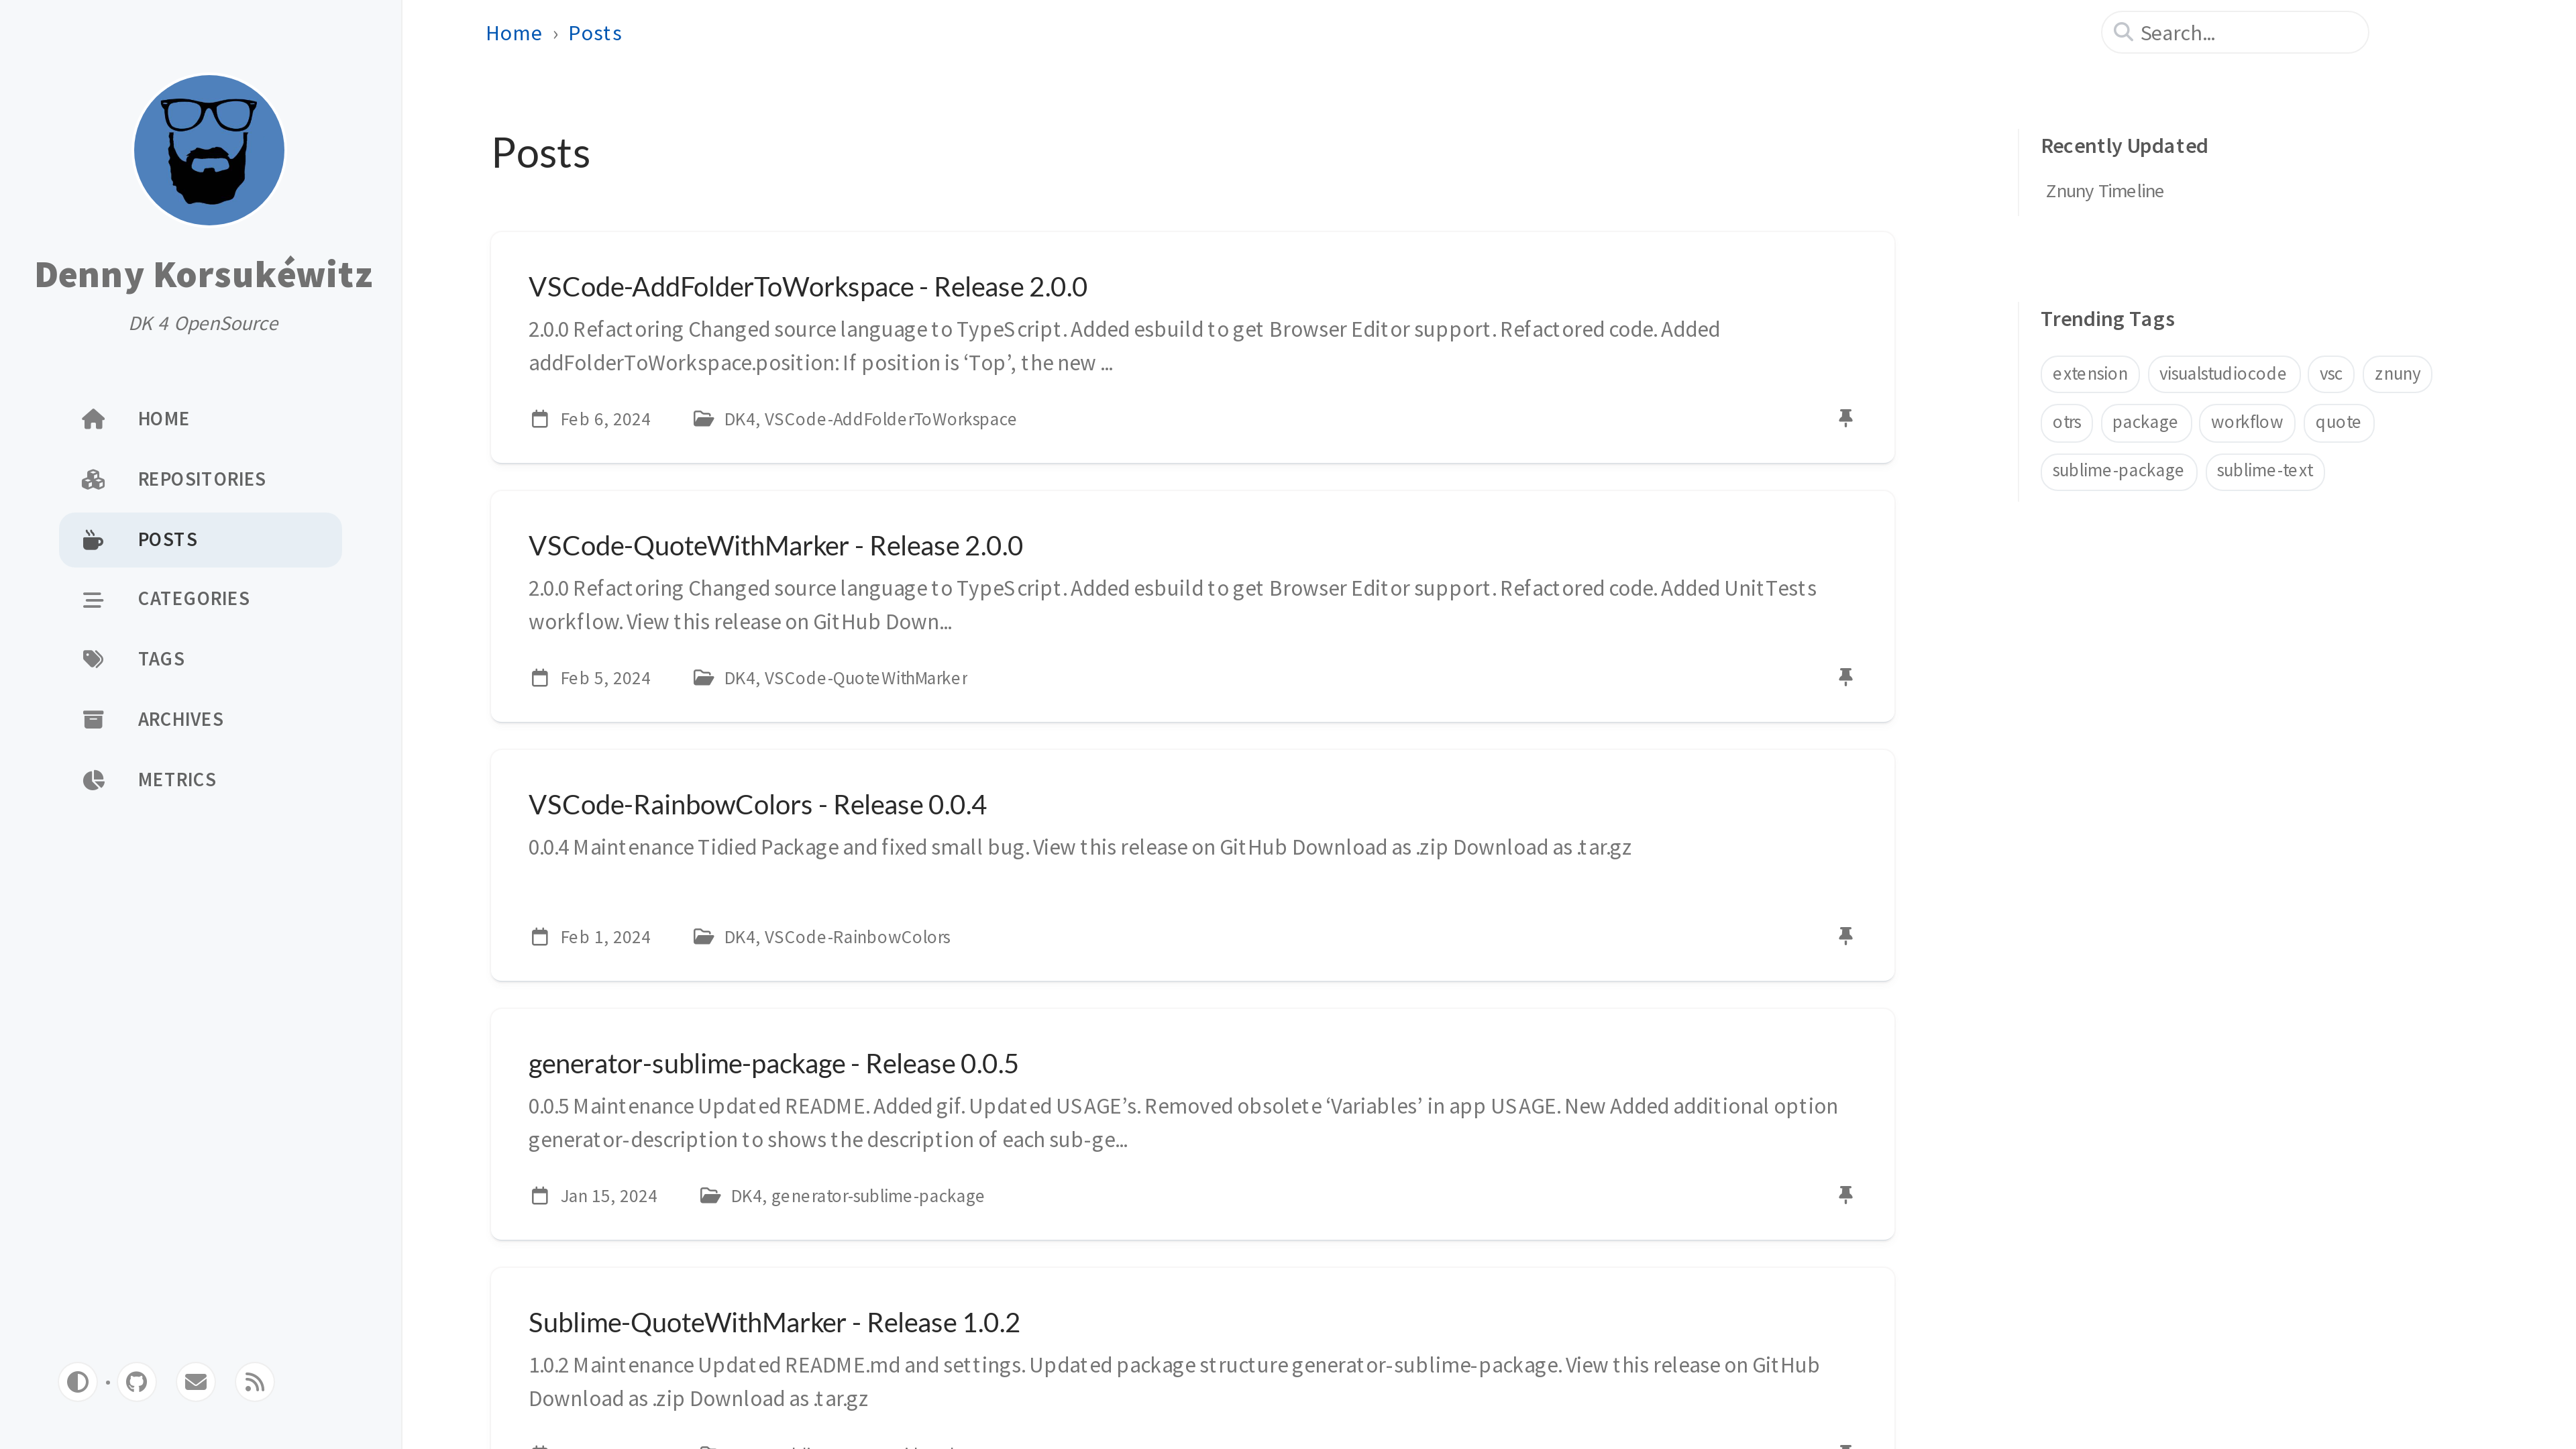 Home › Posts
Search...
Denny Korsukéwitz
DK 4 OpenSource
HOME
REPOSITORIES
POSTS
CATEGORIES
TAGS
ARCHIVES
METRICS
Posts
VSCode-AddFolderToWorkspace - Release 2.0.0
2.0.0 Refactoring Changed source language to TypeScript. Added esbuild to get Browser Editor support. Refactored code. Added
addFolderToWorkspace.position: If position is ‘Top’, the new ...
Feb 6, 2024 DK4, VSCode-AddFolderToWorkspace
VSCode-QuoteWithMarker - Release 2.0.0
2.0.0 Refactoring Changed source language to TypeScript. Added esbuild to get Browser Editor support. Refactored code. Added UnitTests
workflow. View this release on GitHub Down...
Feb 5, 2024 DK4, VSCode-QuoteWithMarker
VSCode-RainbowColors - Release 0.0.4
0.0.4 Maintenance Tidied Package and fixed small bug. View this release on GitHub Download as .zip Download as .tar.gz
Feb 1, 2024 DK4, VSCode-RainbowColors
generator-sublime-package - Release 0.0.5
0.0.5 Maintenance Updated README. Added gif. Updated USAGE’s. Removed obsolete ‘Variables’ in app USAGE. New Added additional option
generator-description to shows the description of each sub-ge...
Jan 15, 2024 DK4, generator-sublime-package
Sublime-QuoteWithMarker - Release 1.0.2
1.0.2 Maintenance Updated README.md and settings. Updated package structure generator-sublime-package. View this release on GitHub
Download as .zip Download as .tar.gz
Recently Updated
Znuny Timeline
Trending Tags
extension visualstudiocode vsc znuny
otrs package workflow quote
sublime-package sublime-text